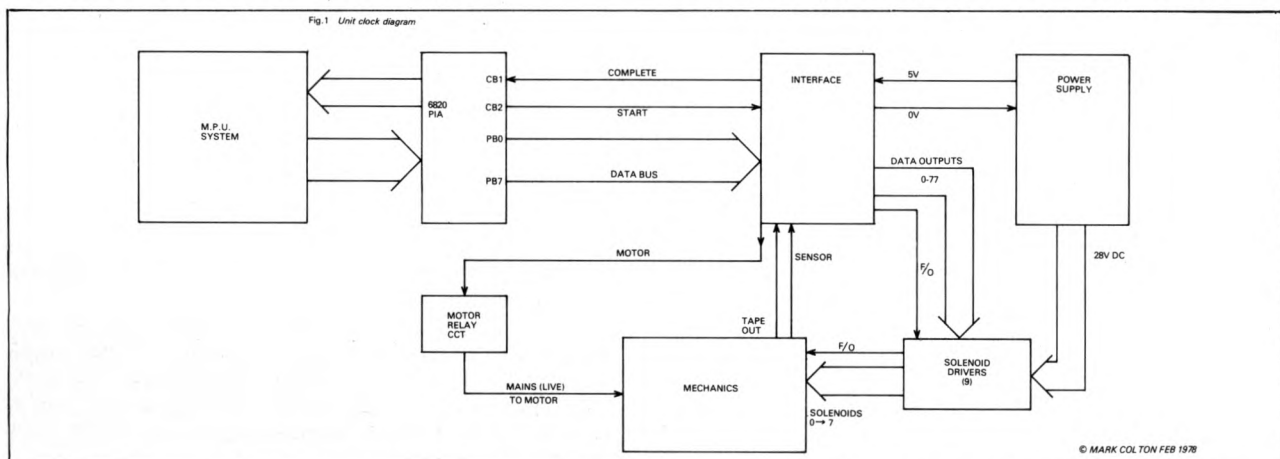 Fig.1 Unit clock diagram
M.P.U.
SYSTEM
6820
PIA
CB1
CB2
PB0
PB7
COMPLETE
START
DATA BUS
INTERFACE
5V
0V
POWER
SUPPLY
DATA OUTPUTS
0-77
F/O
28V DC
MOTOR
SENSOR
TAPE
OUT
MOTOR
RELAY
CCT
MAINS (LIVE)
TO MOTOR
MECHANICS
F/O
SOLENOIDS
0→7
SOLENOID
DRIVERS
(9)
© MARK COLTON FEB 1978